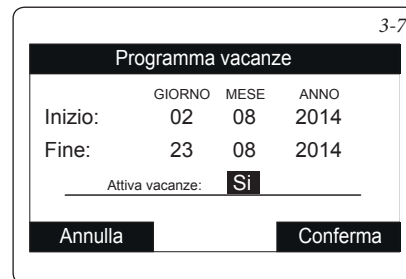 3-7
Programma vacanze
GIORNO MESE ANNO
Inizio: 02 08 2014
Fine: 23 08 2014
Attiva vacanze: Si
Annulla Conferma